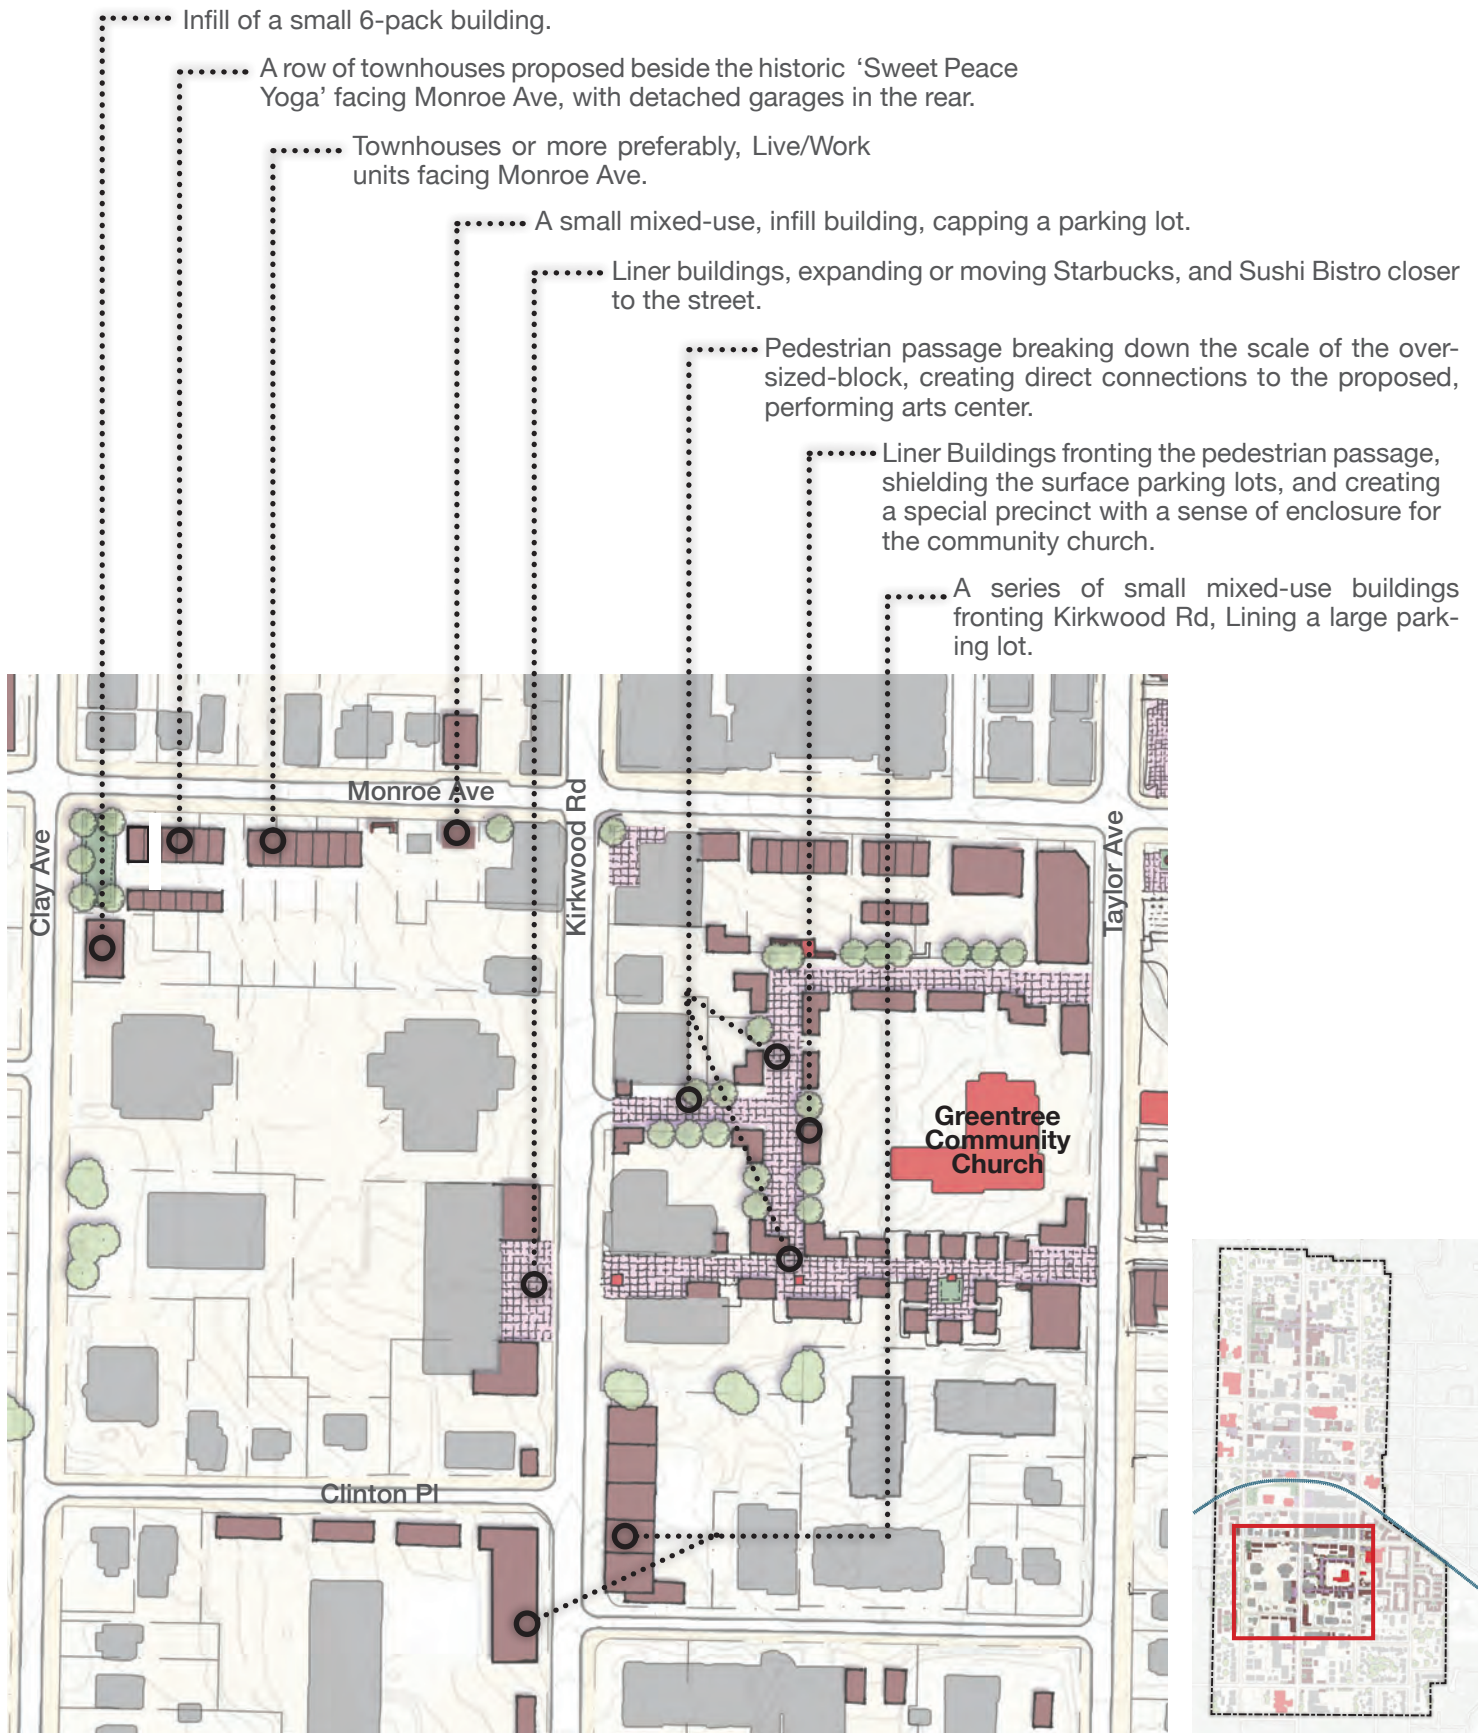 Infill of a small 6-pack building.
A row of townhouses proposed beside the historic ‘Sweet Peace
Yoga’ facing Monroe Ave, with detached garages in the rear.
Townhouses or more preferably, Live/Work
units facing Monroe Ave.
A small mixed-use, infill building, capping a parking lot.
Liner buildings, expanding or moving Starbucks, and Sushi Bistro closer
to the street.
Pedestrian passage breaking down the scale of the over-
sized-block, creating direct connections to the proposed,
performing arts center.
Liner Buildings fronting the pedestrian passage,
shielding the surface parking lots, and creating
a special precinct with a sense of enclosure for
the community church.
A series of small mixed-use buildings
fronting Kirkwood Rd, Lining a large park-
ing lot.
Monroe Ave
Clay Ave
Kirkwood Rd
Taylor Ave
Greentree
Community
Church
Clinton Pl